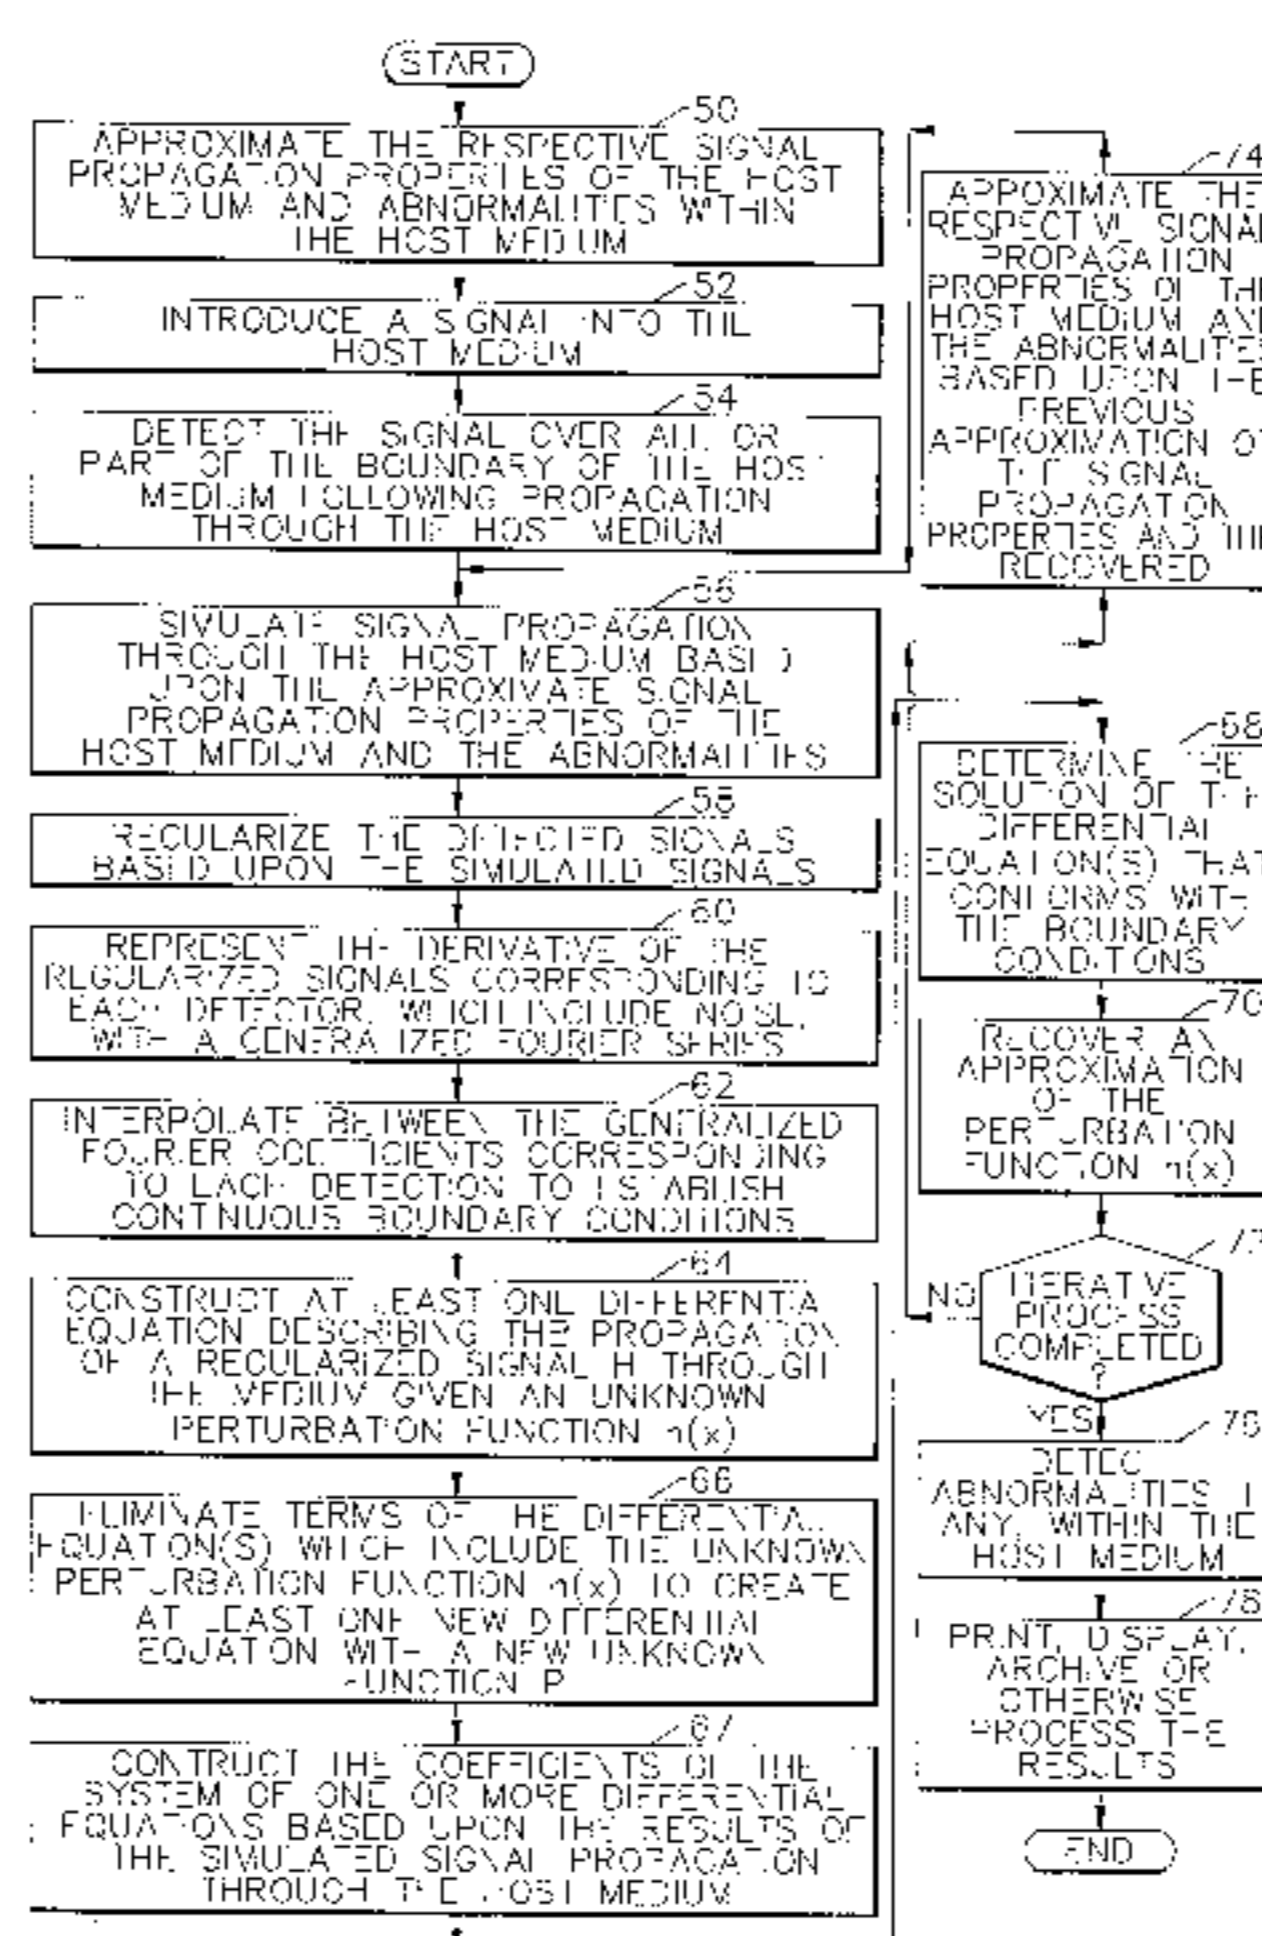 START
50
APPROXIMATE THE RESPECTIVE SIGNAL
PROPAGATION PROPERTIES OF THE HOST
MEDIUM AND ABNORMALITIES WITHIN
THE HOST MEDIUM
52
INTRODUCE A SIGNAL INTO THE
HOST MEDIUM
54
DETECT THE SIGNAL OVER ALL OR
PART OF THE BOUNDARY OF THE HOST
MEDIUM FOLLOWING PROPAGATION
THROUGH THE HOST MEDIUM
56
SIMULATE SIGNAL PROPAGATION
THROUGH THE HOST MEDIUM BASED
UPON THE APPROXIMATE SIGNAL
PROPAGATION PROPERTIES OF THE
HOST MEDIUM AND THE ABNORMALITIES
58
REGULARIZE THE DETECTED SIGNALS
BASED UPON THE SIMULATED SIGNALS
60
REPRESENT THE DERIVATIVE OF THE
REGULARIZED SIGNALS CORRESPONDING TO
EACH DETECTOR, WHICH INCLUDE NOISE,
WITH A GENERALIZED FOURIER SERIES
62
INTERPOLATE BETWEEN THE GENERALIZED
FOURIER COEFFICIENTS CORRESPONDING
TO EACH DETECTION TO ESTABLISH
CONTINUOUS BOUNDARY CONDITIONS
64
CONSTRUCT AT LEAST ONE DIFFERENTIAL
EQUATION DESCRIBING THE PROPAGATION
OF A REGULARIZED SIGNAL H THROUGH
THE MEDIUM GIVEN AN UNKNOWN
PERTURBATION FUNCTION n(x)
66
ELIMINATE TERMS OF THE DIFFERENTIAL
EQUATION(S) WHICH INCLUDE THE UNKNOWN
PERTURBATION FUNCTION n(x) TO CREATE
AT LEAST ONE NEW DIFFERENTIAL
EQUATION WITH A NEW UNKNOWN
FUNCTION P
67
CONTRUCT THE COEFFICIENTS OF THE
SYSTEM OF ONE OR MORE DIFFERENTIAL
EQUATIONS BASED UPON THE RESULTS OF
THE SIMULATED SIGNAL PROPAGATION
THROUGH THE HOST MEDIUM
74
APPOXIMATE THE
RESPECTIVE SIGNAL
PROPAGATION
PROPERTIES OF THE
HOST MEDIUM AND
THE ABNORMALITIES
BASED UPON THE
PREVIOUS
APPROXIMATION OF
THE SIGNAL
PROPAGATION
PROPERTIES AND THE
RECOVERED
68
DETERMINE THE
SOLUTION OF THE
DIFFERENTIAL
EQUATION(S) THAT
CONFORMS WITH
THE BOUNDARY
CONDITIONS
70
RECOVER AN
APPROXIMATION
OF THE
PERTURBATION
FUNCTION n(x)
NO
ITERATIVE
PROCESS
COMPLETED
?
YES
76
DETECT
ABNORMALITIES, I
ANY, WITHIN THE
HOST MEDIUM
78
PRINT, DISPLAY,
ARCHIVE OR
OTHERWISE
PROCESS THE
RESULTS
END